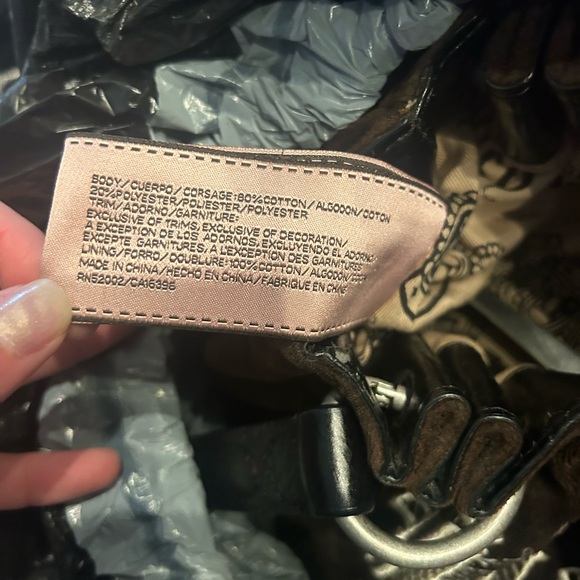 BODY/CUERPO/CORSAGE:80%COTTON/ALGODON/COTON
20%POLYESTER/POLIESTER/POLYESTER
TRIM/ADORNO/GARNITURE:
EXCLUSIVE OF TRIMS, EXCLUSIVE OF DECORATION/
A EXCEPCION DE LOS ADORNOS, EXCLUYENDO EL ADORNO/
EXCEPTE GARNITURES, A L'EXCEPTION DES GARNITURES
LINING/FORRO/DOUBLURE:100%COTTON/ALGODON/
MADE IN CHINA/HECHO EN CHINA/FABRIQUE EN CHINE
RN52002/CA16396